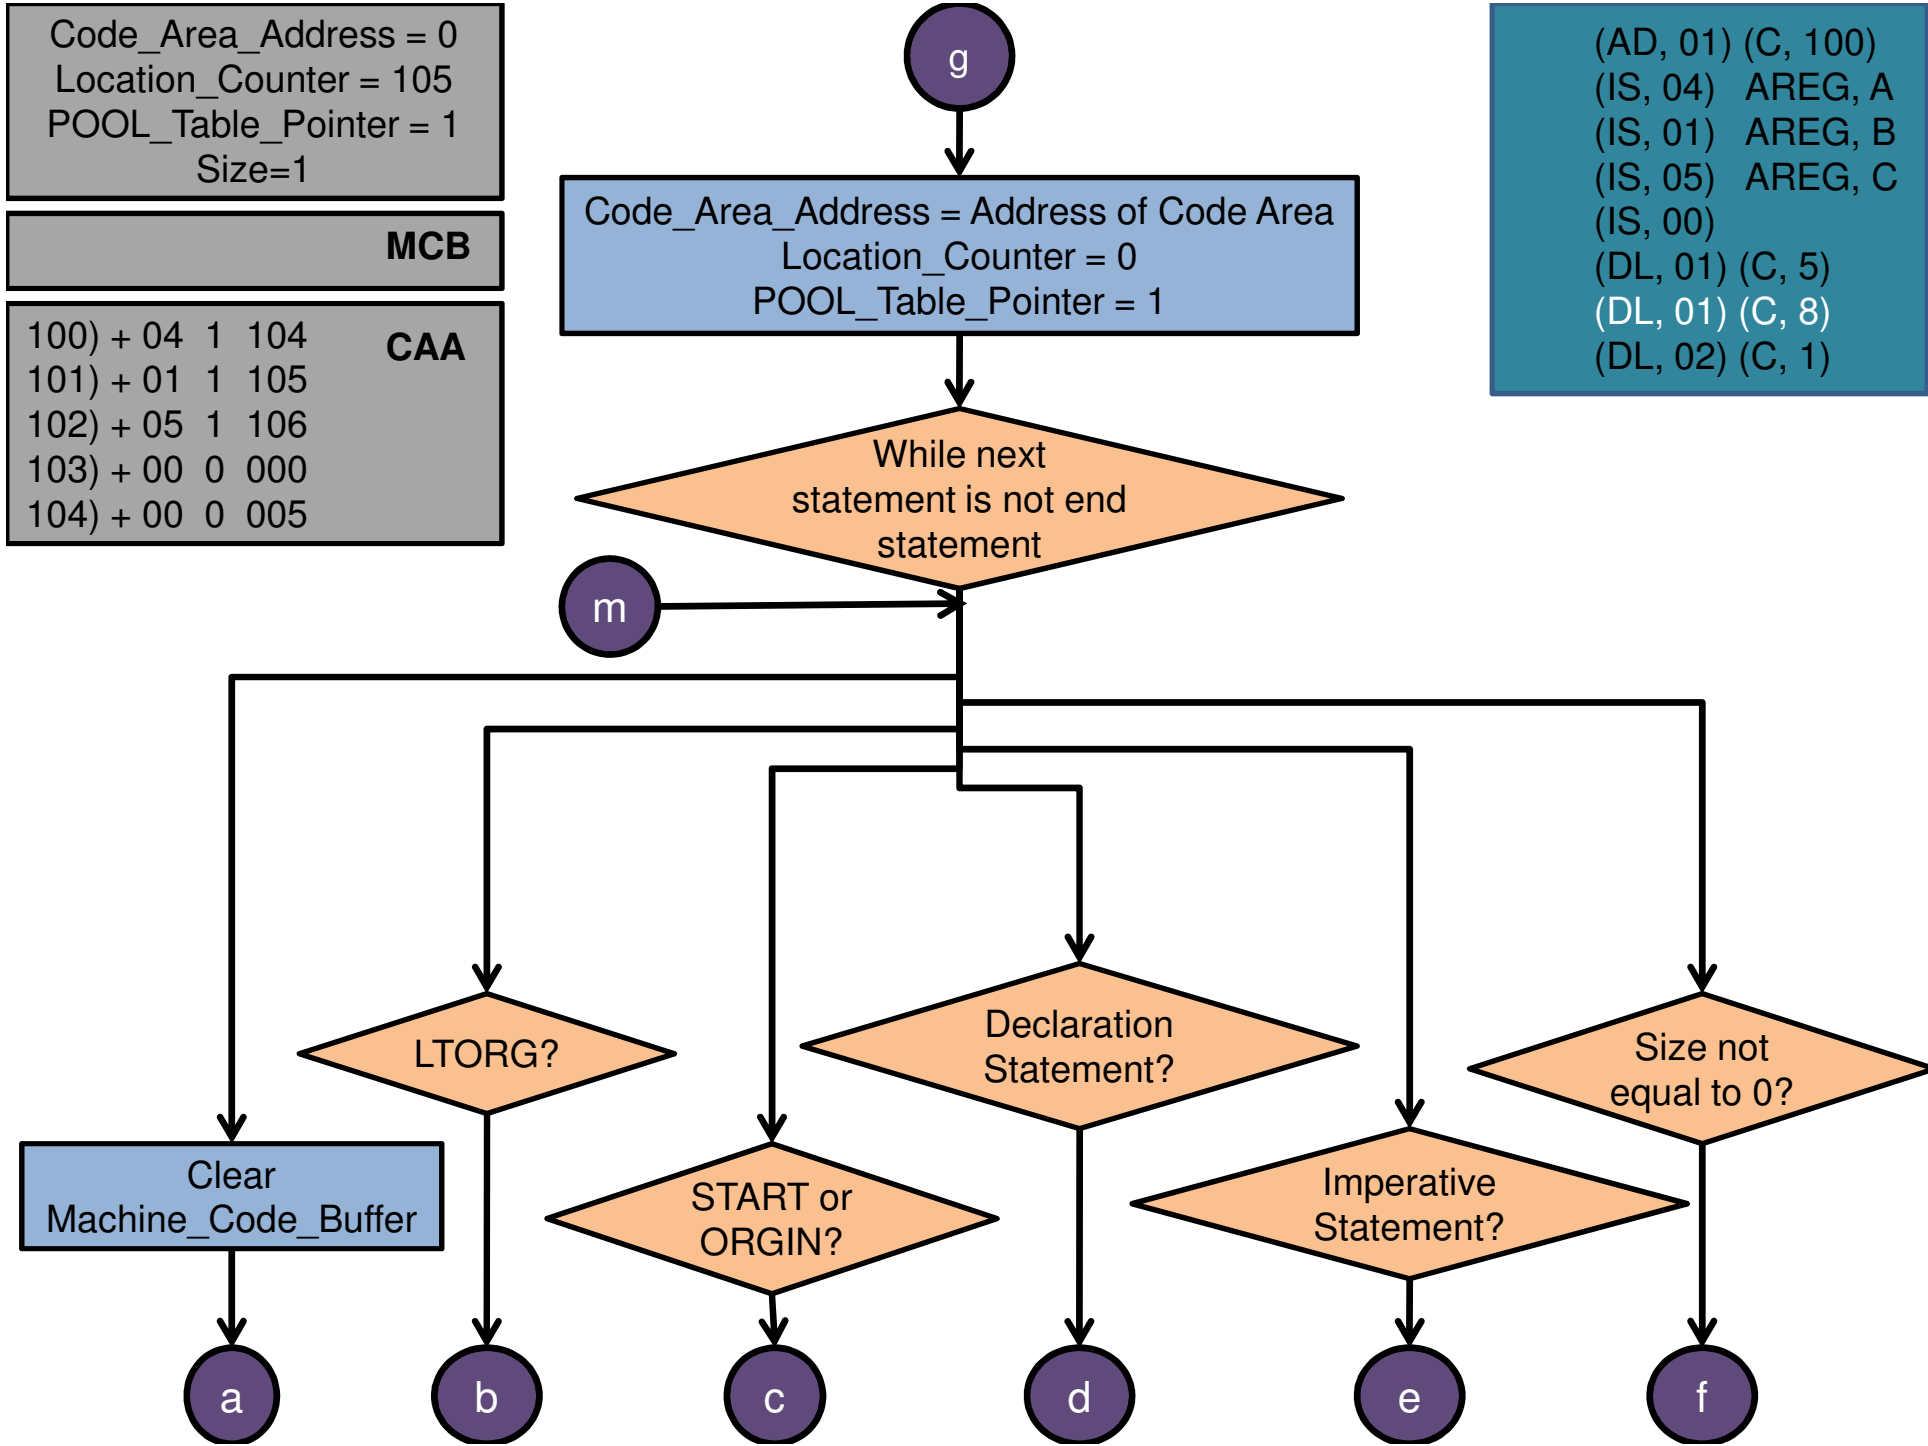 Code_Area_Address = 0
Location_Counter = 105
POOL_Table_Pointer = 1
Size=1
MCB
100) + 04 1 104
101) + 01 1 105
102) + 05 1 106
103) + 00 0 000
104) + 00 0 005
CAA
g
Code_Area_Address = Address of Code Area
Location_Counter = 0
POOL_Table_Pointer = 1
(AD, 01) (C, 100)
(IS, 04) AREG, A
(IS, 01) AREG, B
(IS, 05) AREG, C
(IS, 00)
(DL, 01) (C, 5)
(DL, 01) (C, 8)
(DL, 02) (C, 1)
While next
statement is not end
statement
m
LTORG?
Declaration
Statement?
Size not
equal to 0?
Clear
Machine_Code_Buffer
START or
ORGIN?
Imperative
Statement?
a
b
c
d
e
f